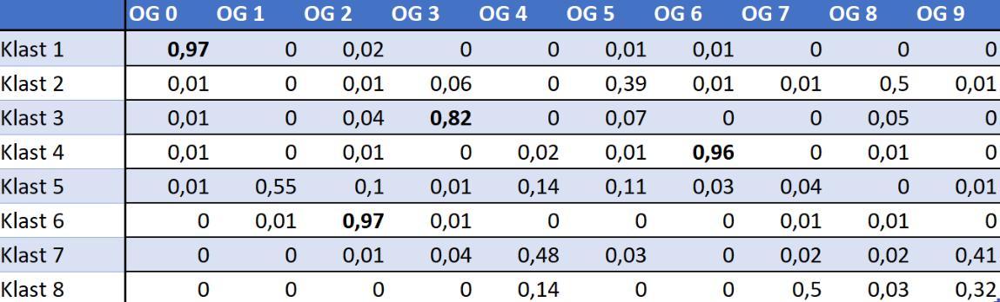 OG 0 OG 1 OG 2 OG 3 OG 4 OG 5 OG 6 OG 7 OG 8 OG 9
Klast 1 0,97 0 0,02 0 0 0,01 0,01 0 0 0
Klast 2 0,01 0 0,01 0,06 0 0,39 0,01 0,01 0,5 0,01
Klast 3 0,01 0 0,04 0,82 0 0,07 0 0 0,05 0
Klast 4 0,01 0 0,01 0 0,02 0,01 0,96 0 0,01 0
Klast 5 0,01 0,55 0,1 0,01 0,14 0,11 0,03 0,04 0 0,01
Klast 6 0 0,01 0,97 0,01 0 0 0 0,01 0,01 0
Klast 7 0 0 0,01 0,04 0,48 0,03 0 0,02 0,02 0,41
Klast 8 0 0 0 0 0,14 0 0 0,5 0,03 0,32